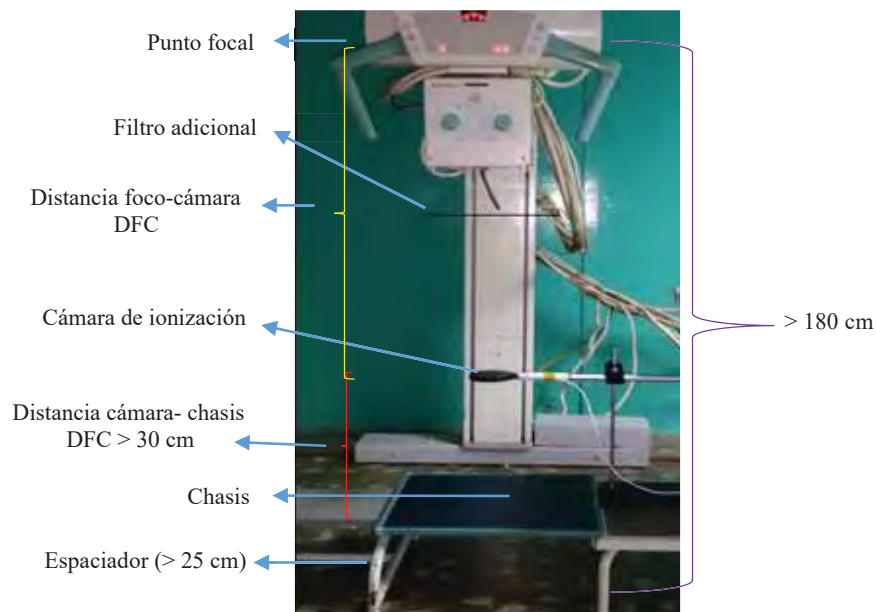 Punto focal
Filtro adicional
Distancia foco-cámara
DFC
Cámara de ionización
> 180 cm
Distancia cámara- chasis
DFC > 30 cm
Chasis
Espaciador (> 25 cm)